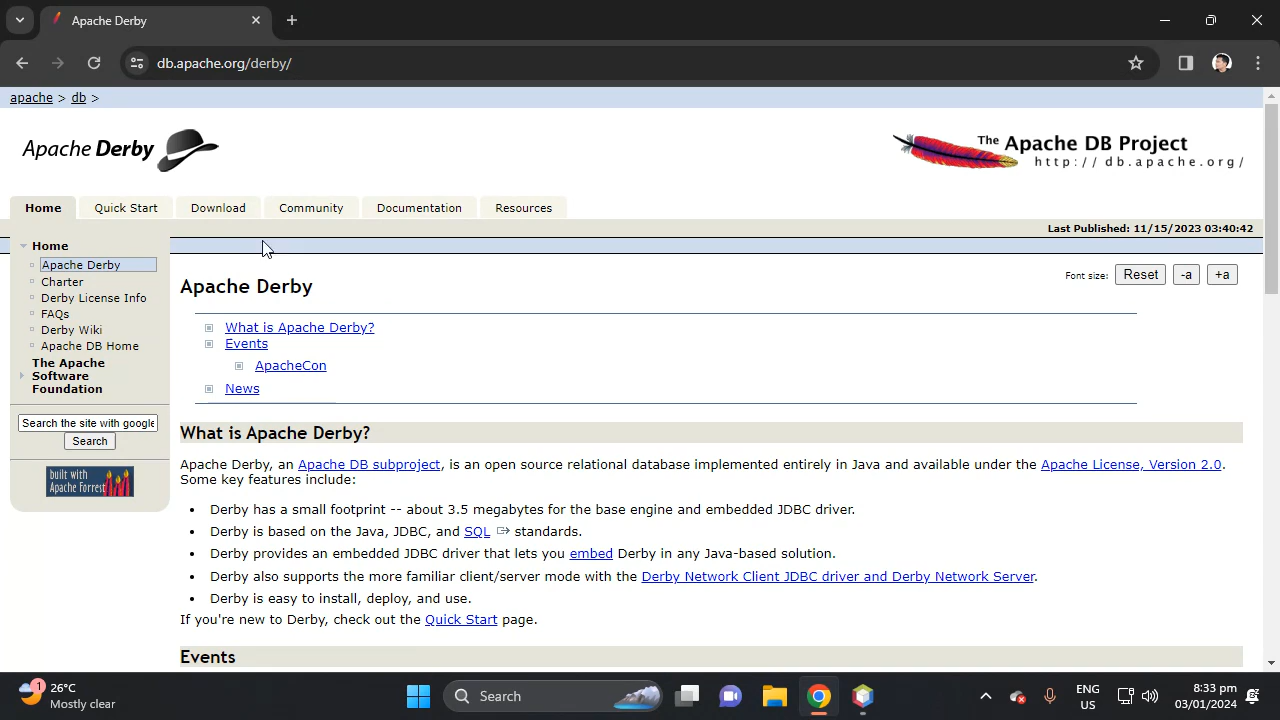 Apache Derby
db.apache.org/derby/
apache > db >
Apache Derby
The Apache DB Project
http://db.apache.org/
Home Quick Start Download Community Documentation Resources
Last Published: 11/15/2023 03:40:42
Home
Apache Derby
Charter
Derby License Info
FAQs
Derby Wiki
Apache DB Home
The Apache
Software
Foundation
Search the site with google
Search
built with
Apache Forrest
Font size: Reset -a +a
Apache Derby
What is Apache Derby?
Events
ApacheCon
News
What is Apache Derby?
Apache Derby, an Apache DB subproject, is an open source relational database implemented entirely in Java and available under the Apache License, Version 2.0.
Some key features include:
• Derby has a small footprint -- about 3.5 megabytes for the base engine and embedded JDBC driver.
• Derby is based on the Java, JDBC, and SQL standards.
• Derby provides an embedded JDBC driver that lets you embed Derby in any Java-based solution.
• Derby also supports the more familiar client/server mode with the Derby Network Client JDBC driver and Derby Network Server.
• Derby is easy to install, deploy, and use.
If you're new to Derby, check out the Quick Start page.
Events
1
26°C
Mostly clear
Search
ENG
US
8:33 pm
03/01/2024